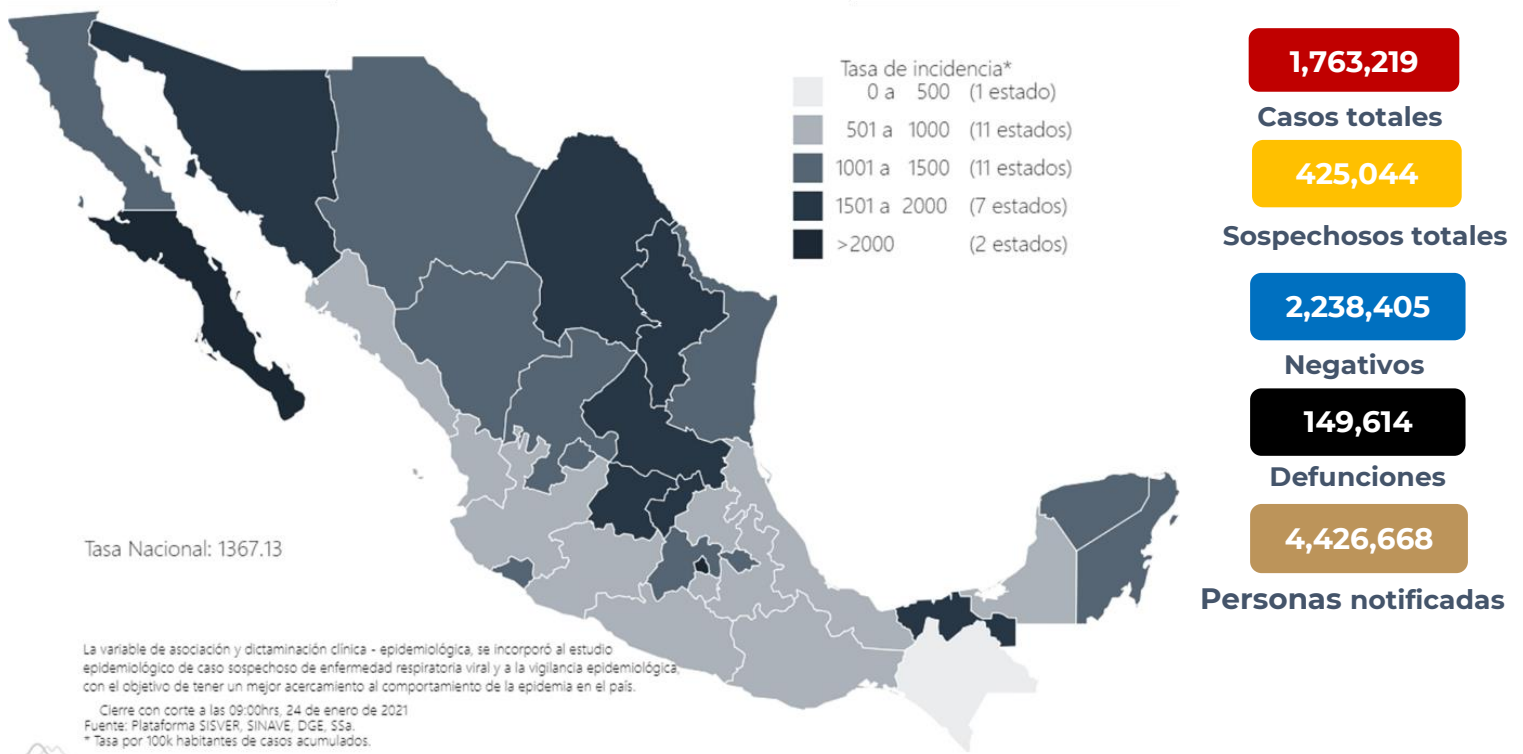 Tasa de incidencia*
0 a 500 (1 estado)
501 a 1000 (11 estados)
1001 a 1500 (11 estados)
1501 a 2000 (7 estados)
>2000 (2 estados)
1,763,219
Casos totales
425,044
Sospechosos totales
2,238,405
Negativos
149,614
Defunciones
4,426,668
Personas notificadas
Tasa Nacional: 1367.13
La variable de asociación y dictaminación clínica - epidemiológica, se incorporó al estudio
epidemiológico de caso sospechoso de enfermedad respiratoria viral y a la vigilancia epidemiológica,
con el objetivo de tener un mejor acercamiento al comportamiento de la epidemia en el país.
Cierre con corte a las 09:00hrs, 24 de enero de 2021
Fuente: Plataforma SISVER, SINAVE, DGE, SSa.
* Tasa por 100k habitantes de casos acumulados.